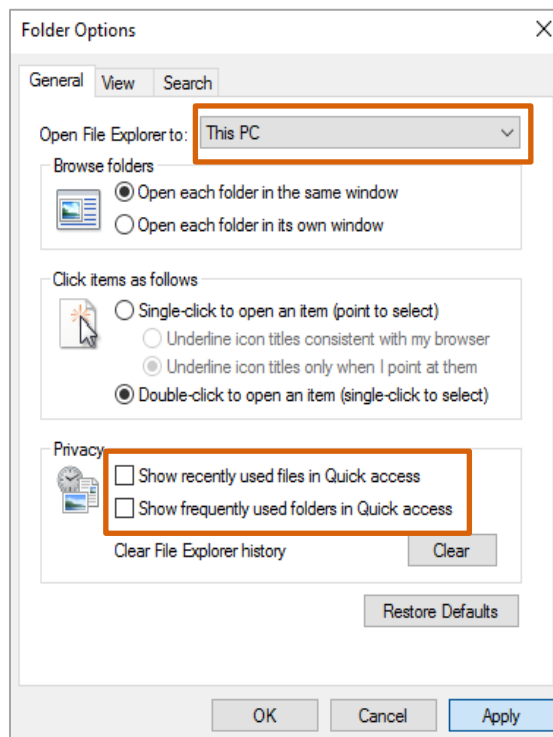 Folder Options
General View Search
Open File Explorer to: This PC
Browse folders
Open each folder in the same window
Open each folder in its own window
Click items as follows
Single-click to open an item (point to select)
Underline icon titles consistent with my browser
Underline icon titles only when I point at them
Double-click to open an item (single-click to select)
Privacy
Show recently used files in Quick access
Show frequently used folders in Quick access
Clear File Explorer history Clear
Restore Defaults
OK Cancel Apply